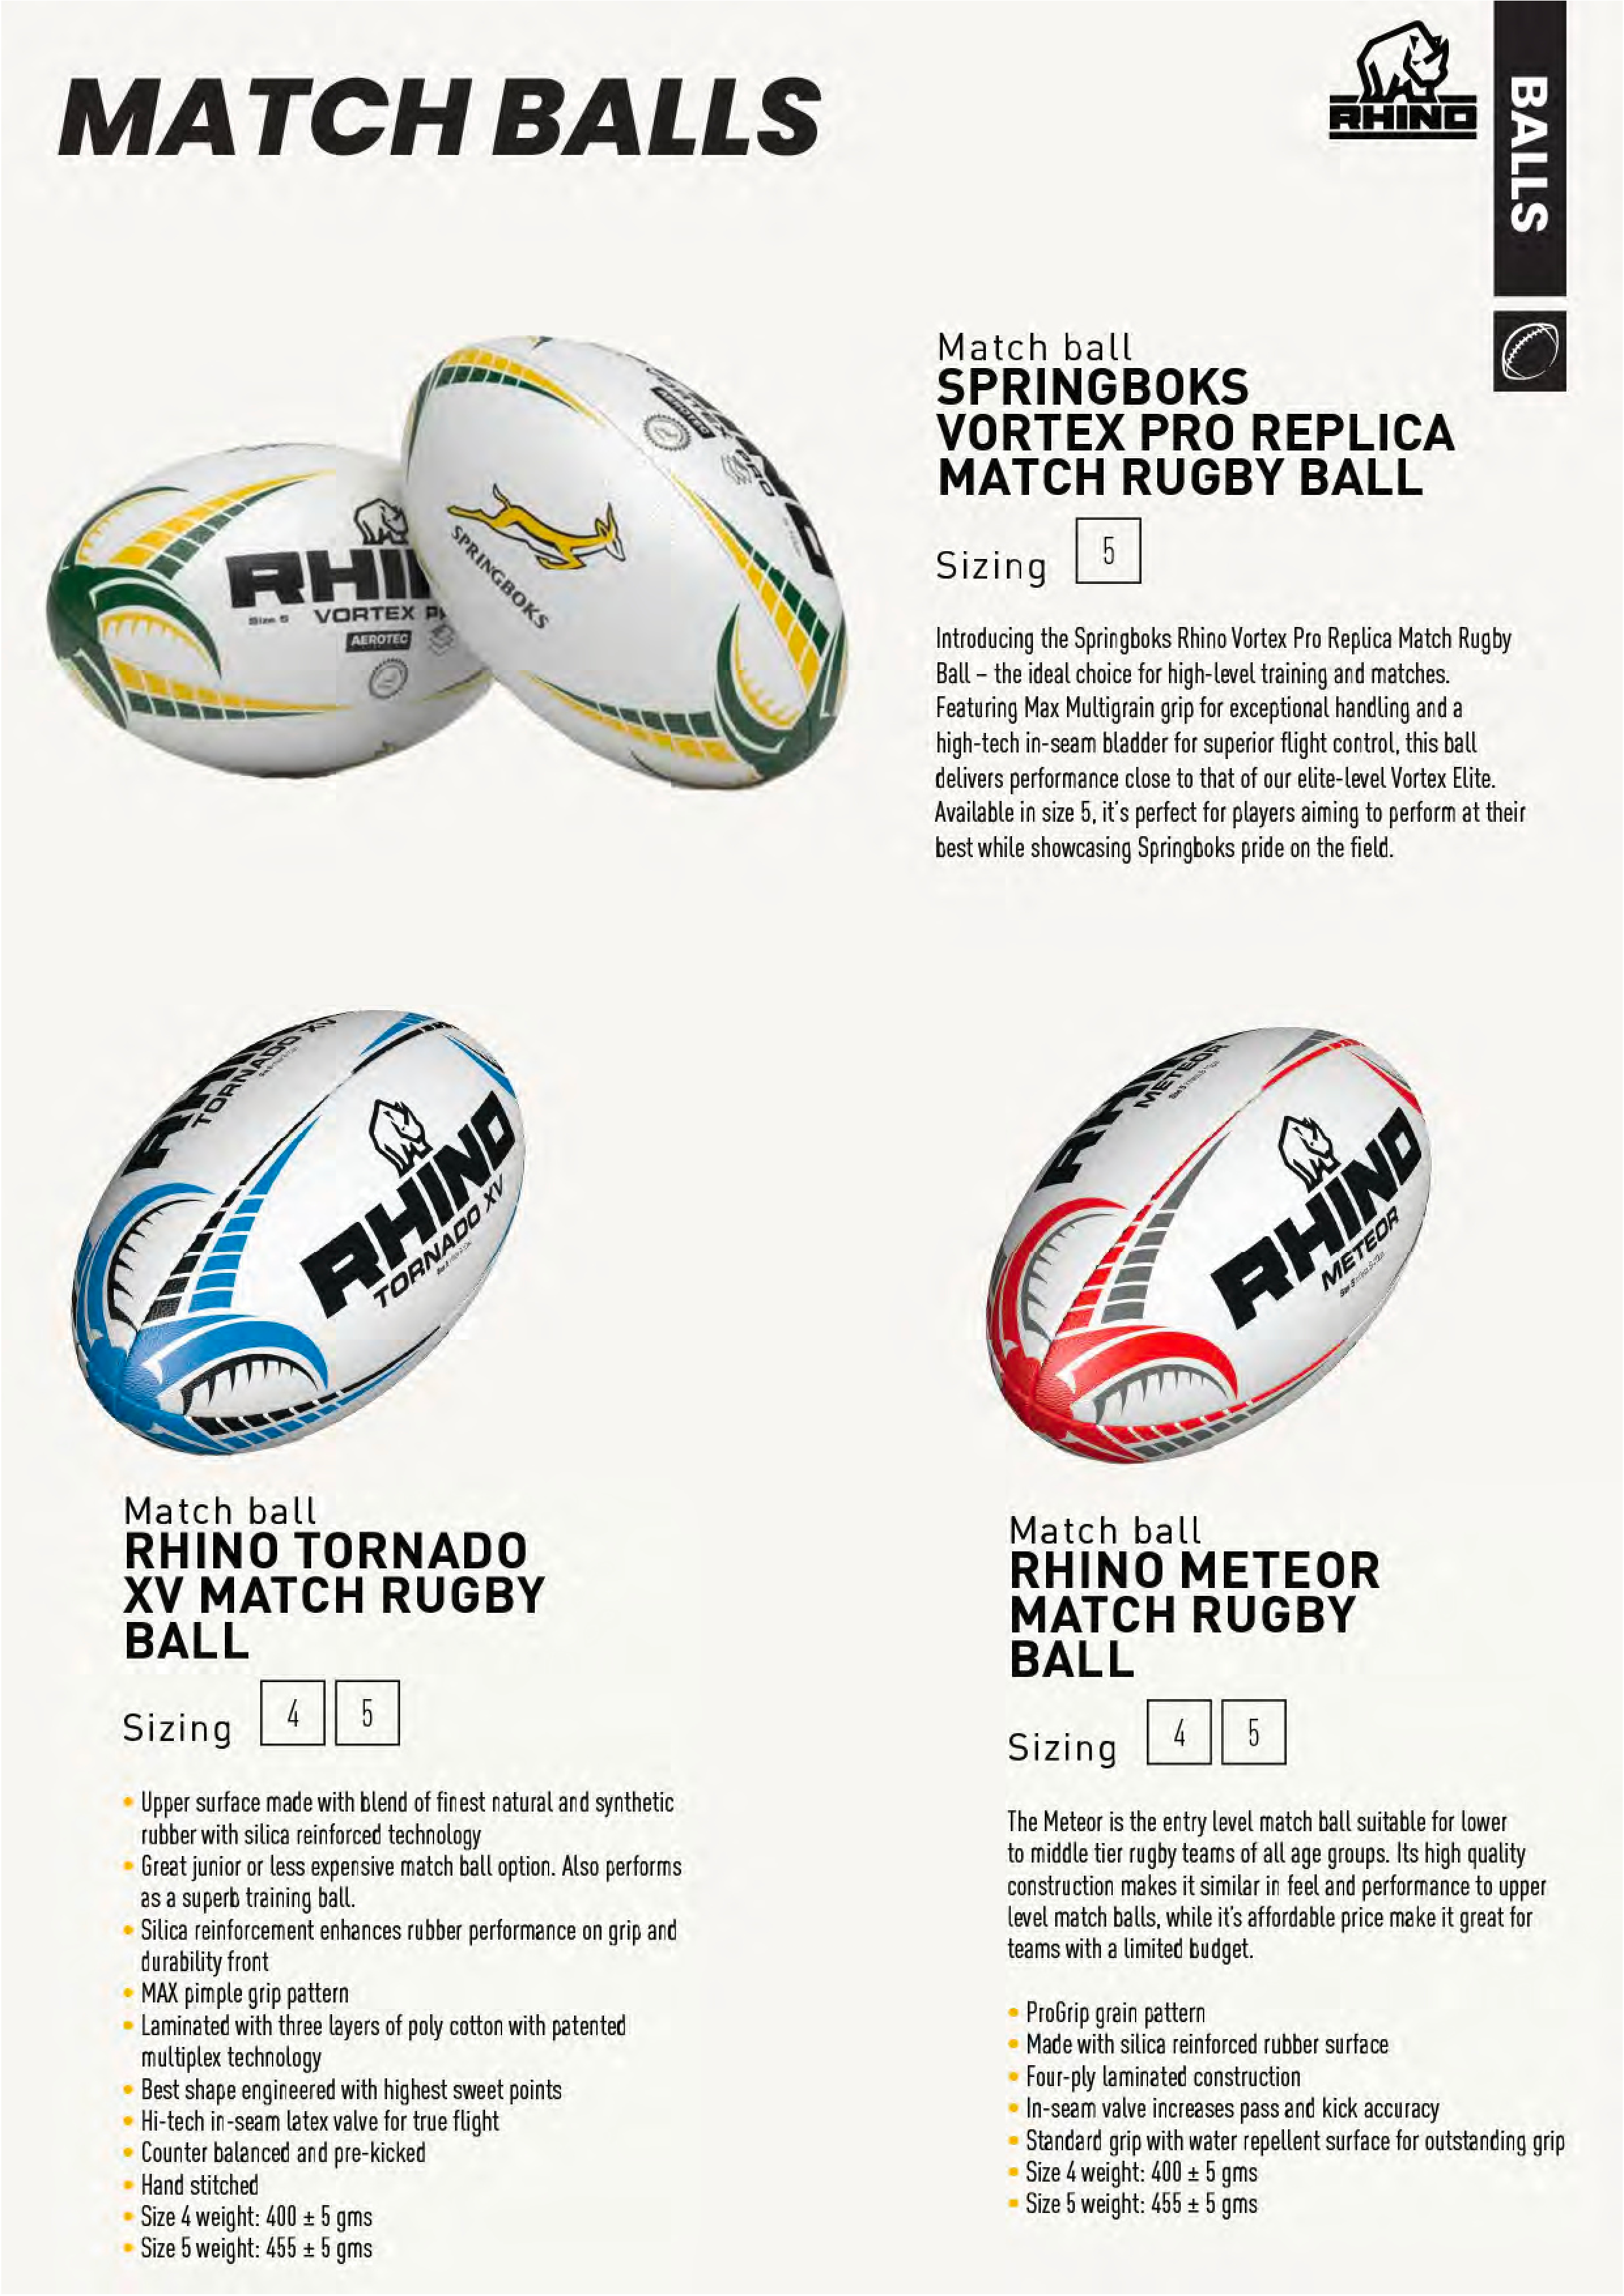 MATCH BALLS
RHINO
BALLS
Match ball
SPRINGBOKS
VORTEX PRO REPLICA
MATCH RUGBY BALL
Sizing 5
Introducing the Springboks Rhino Vortex Pro Replica Match Rugby
Ball – the ideal choice for high-level training and matches.
Featuring Max Multigrain grip for exceptional handling and a
high-tech in-seam bladder for superior flight control, this ball
delivers performance close to that of our elite-level Vortex Elite.
Available in size 5, it's perfect for players aiming to perform at their
best while showcasing Springboks pride on the field.
RHI
Size 5 VORTEX P
AEROTEC
SPRINGBOKS
AEROTEC
PRO
TORNADO XV
RHINO
TORNADO XV
METEOR
RHINO
METEOR
Match ball
RHINO TORNADO
XV MATCH RUGBY
BALL
Sizing 4 5
• Upper surface made with blend of finest natural and synthetic
rubber with silica reinforced technology
• Great junior or less expensive match ball option. Also performs
as a superb training ball.
• Silica reinforcement enhances rubber performance on grip and
durability front
• MAX pimple grip pattern
• Laminated with three layers of poly cotton with patented
multiplex technology
• Best shape engineered with highest sweet points
• Hi-tech in-seam latex valve for true flight
• Counter balanced and pre-kicked
• Hand stitched
• Size 4 weight: 400 ± 5 gms
• Size 5 weight: 455 ± 5 gms
Match ball
RHINO METEOR
MATCH RUGBY
BALL
Sizing 4 5
The Meteor is the entry level match ball suitable for lower
to middle tier rugby teams of all age groups. Its high quality
construction makes it similar in feel and performance to upper
level match balls, while it's affordable price make it great for
teams with a limited budget.
• ProGrip grain pattern
• Made with silica reinforced rubber surface
• Four-ply laminated construction
• In-seam valve increases pass and kick accuracy
• Standard grip with water repellent surface for outstanding grip
• Size 4 weight: 400 ± 5 gms
• Size 5 weight: 455 ± 5 gms